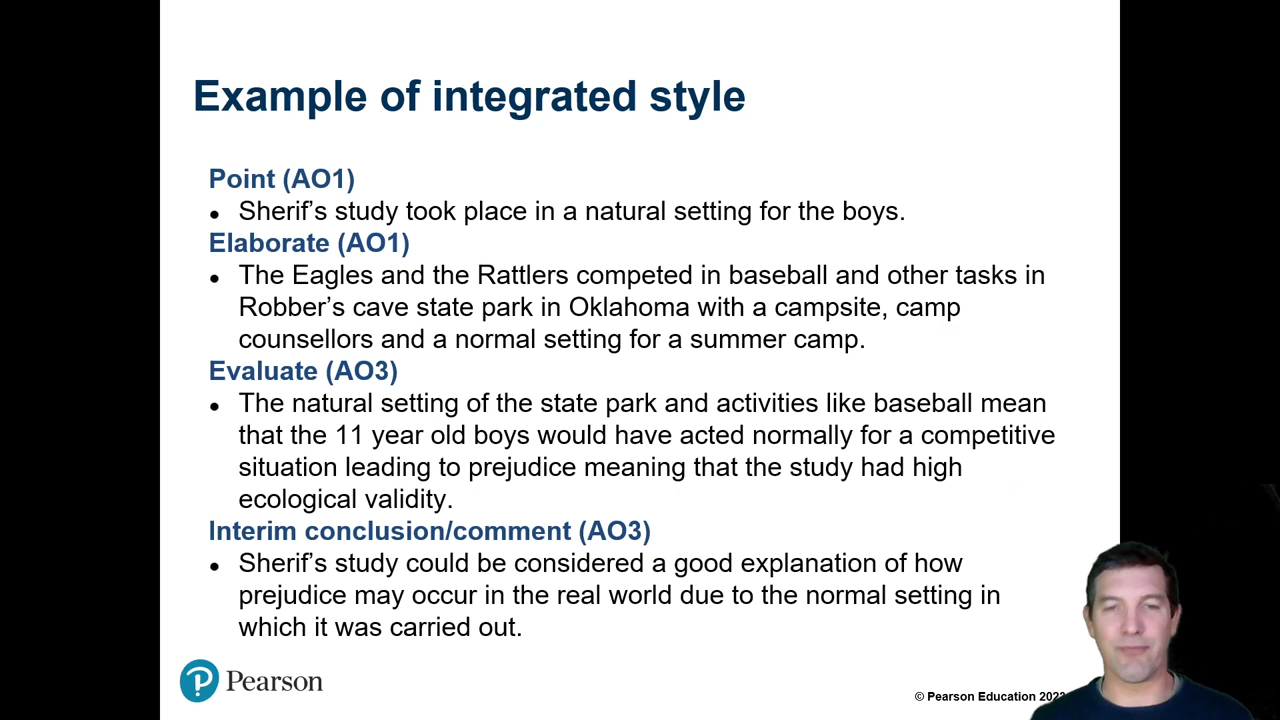 Example of integrated style
Point (AO1)
● Sherif’s study took place in a natural setting for the boys.
Elaborate (AO1)
● The Eagles and the Rattlers competed in baseball and other tasks in
Robber’s cave state park in Oklahoma with a campsite, camp
counsellors and a normal setting for a summer camp.
Evaluate (AO3)
● The natural setting of the state park and activities like baseball mean
that the 11 year old boys would have acted normally for a competitive
situation leading to prejudice meaning that the study had high
ecological validity.
Interim conclusion/comment (AO3)
● Sherif’s study could be considered a good explanation of how
prejudice may occur in the real world due to the normal setting in
which it was carried out.
Pearson
© Pearson Education